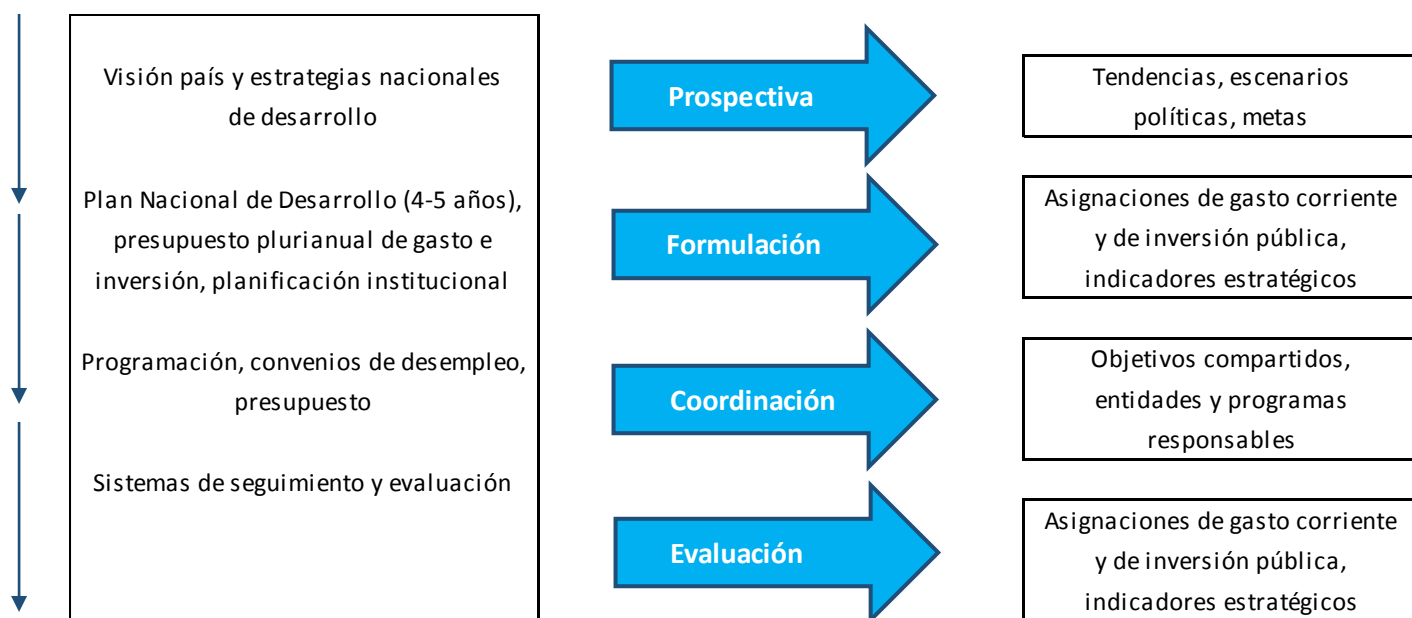 Visión país y estrategias nacionales
de desarrollo
Prospectiva
Tendencias, escenarios
políticas, metas
Plan Nacional de Desarrollo (4-5 años),
presupuesto plurianual de gasto e
inversión, planificación institucional
Formulación
Asignaciones de gasto corriente
y de inversión pública,
indicadores estratégicos
Programación, convenios de desempleo,
presupuesto
Coordinación
Objetivos compartidos,
entidades y programas
responsables
Sistemas de seguimiento y evaluación
Evaluación
Asignaciones de gasto corriente
y de inversión pública,
indicadores estratégicos